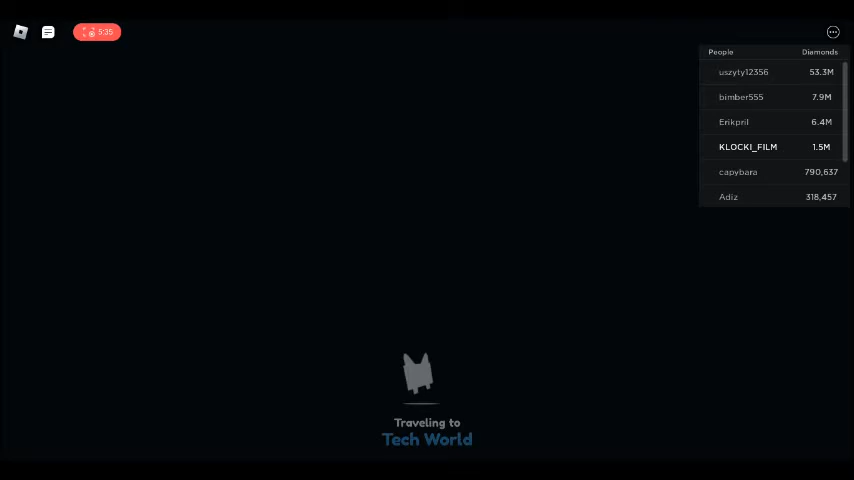 5:35
People Diamonds
uszyty12356 53.3M
bimber555 7.9M
Erikpril 6.4M
KLOCKI_FILM 1.5M
capybara 790,637
Adiz 318,457
Traveling to
Tech World